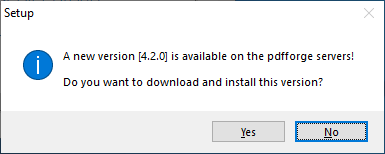 Setup
A new version [4.2.0] is available on the pdfforge servers!
Do you want to download and install this version?
Yes
No